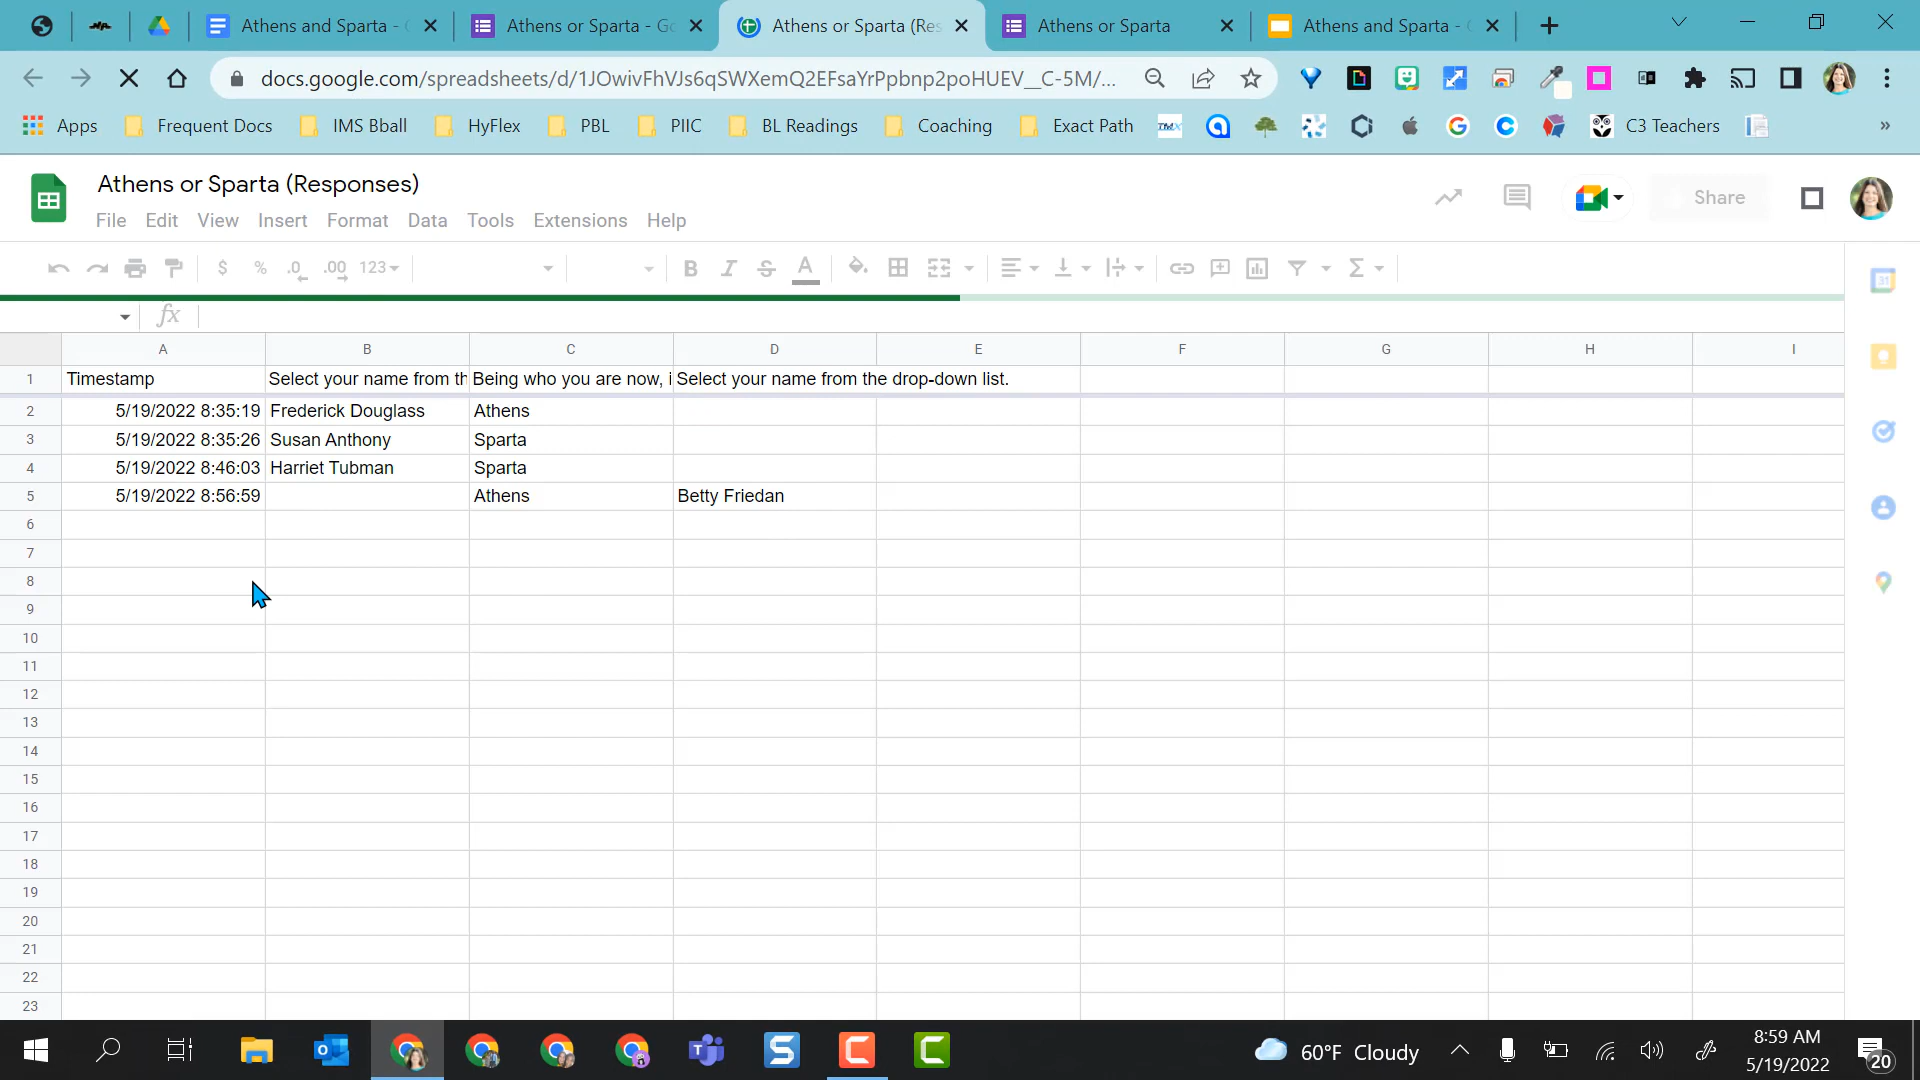 Athens and Sparta -
Athens or Sparta - Go
Athens or Sparta (Res
Athens or Sparta
Athens and Sparta -
docs.google.com/spreadsheets/d/1JOwivFhVJs6qSWXemQ2EFsaYrPpbnp2poHUEV__C-5M/...
Apps
Frequent Docs
IMS Bball
HyFlex
PBL
PIIC
BL Readings
Coaching
Exact Path
C3 Teachers
»
Athens or Sparta (Responses)
File Edit View Insert Format Data Tools Extensions Help
Share
$ % .0 .00 123
B I S A
fx
A B C D E F G H I
1 Timestamp Select your name from th Being who you are now, i Select your name from the drop-down list.
2 5/19/2022 8:35:19 Frederick Douglass Athens
3 5/19/2022 8:35:26 Susan Anthony Sparta
4 5/19/2022 8:46:03 Harriet Tubman Sparta
5 5/19/2022 8:56:59 Athens Betty Friedan
6
7
8
9
10
11
12
13
14
15
16
17
18
19
20
21
22
23
60°F Cloudy
8:59 AM
5/19/2022
20